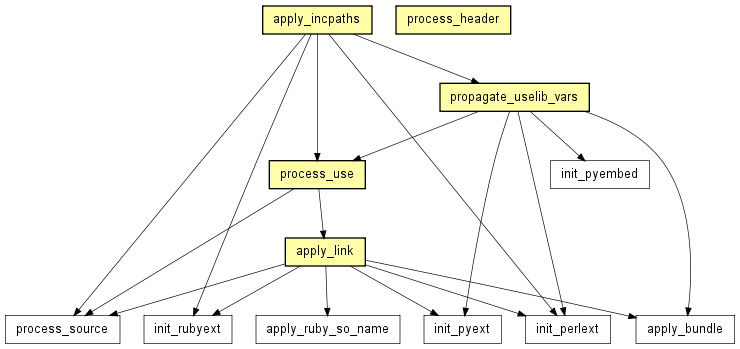 apply_incpaths
process_header
propagate_uselib_vars
process_use
init_pyembed
apply_link
process_source
init_rubyext
apply_ruby_so_name
init_pyext
init_perlext
apply_bundle